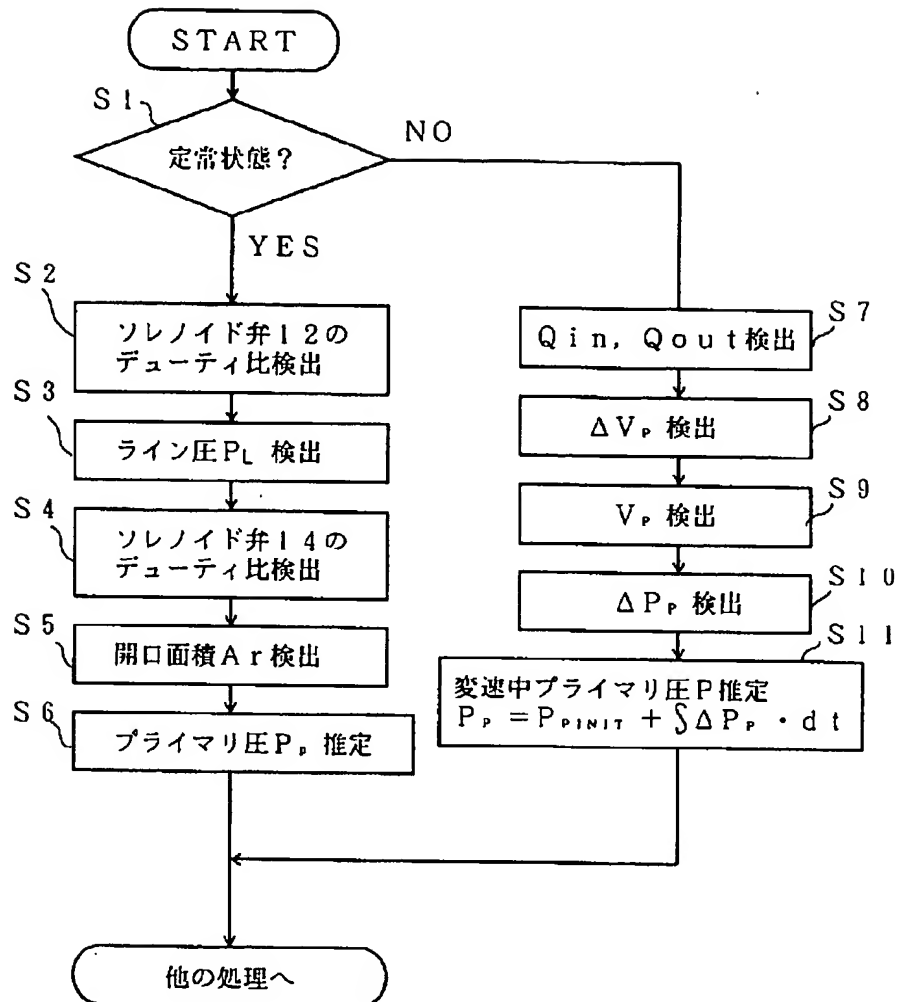 START
S1
定常状態?
NO
YES
S2
ソレノイド弁12の
デューティ比検出
S3
ライン圧PL 検出
S4
ソレノイド弁14の
デューティ比検出
S5
開口面積Ar検出
S6
プライマリ圧Pp 推定
S7
Qin, Qout検出
S8
ΔVP 検出
S9
VP 検出
S10
ΔPP 検出
S11
変速中プライマリ圧P推定
PP = PPINIT + ∫ΔPP・dt
他の処理へ